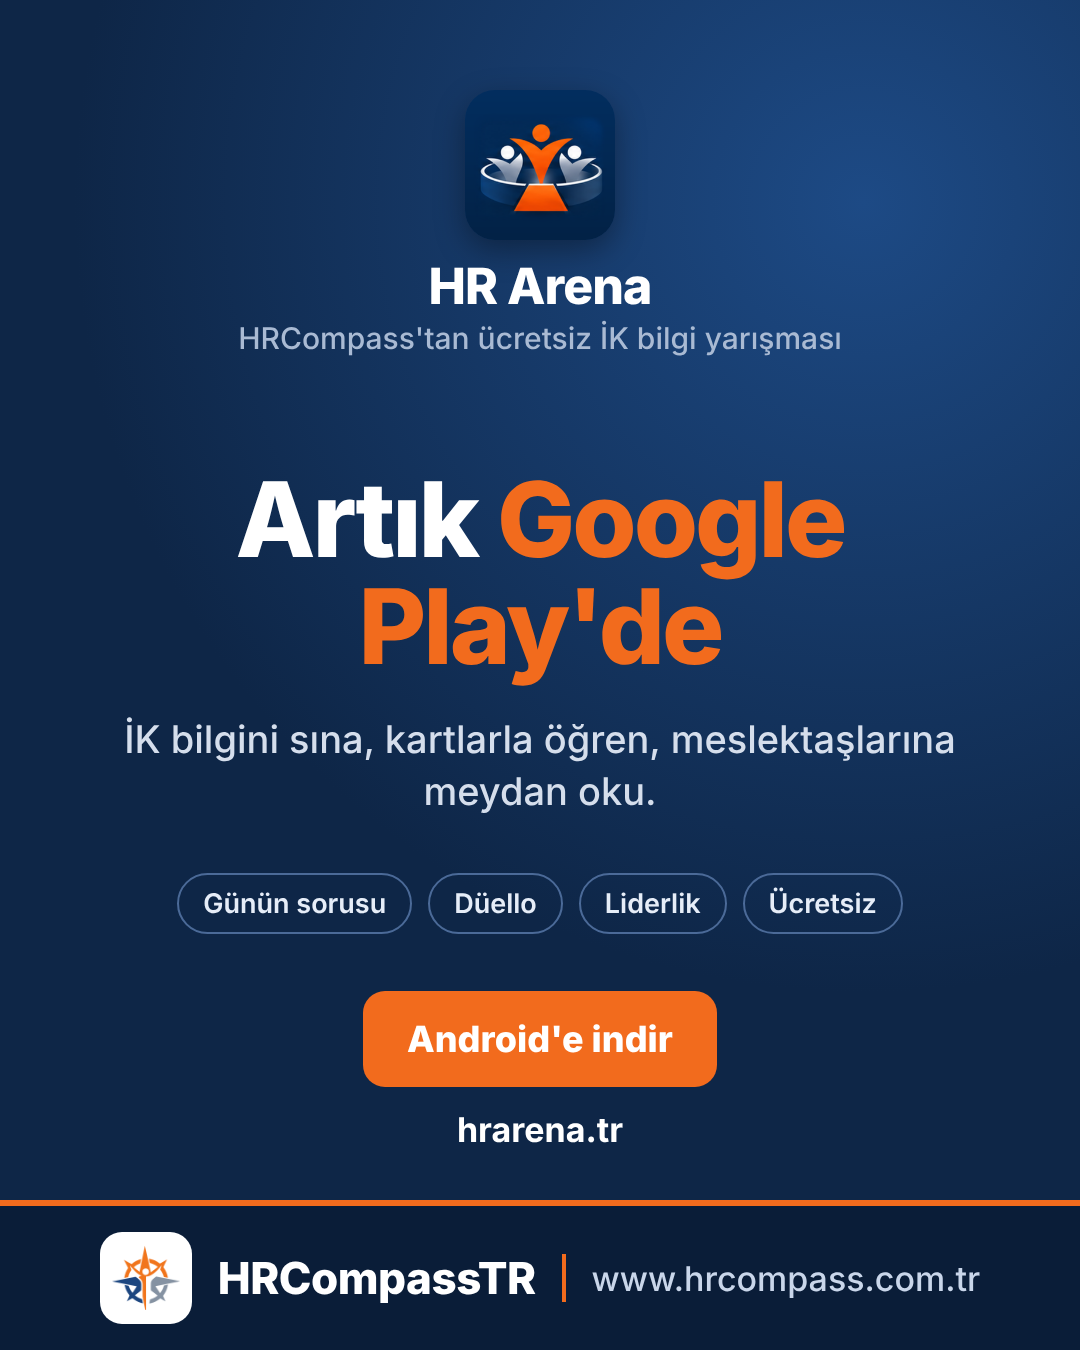 HR Arena
HRCompass'tan ücretsiz İK bilgi yarışması
Artık Google
Play'de
İK bilgini sına, kartlarla öğren, meslektaşlarına
meydan oku.
Günün sorusu Düello Liderlik Ücretsiz
Android'e indir
hrarena.tr
HRCompassTR www.hrcompass.com.tr